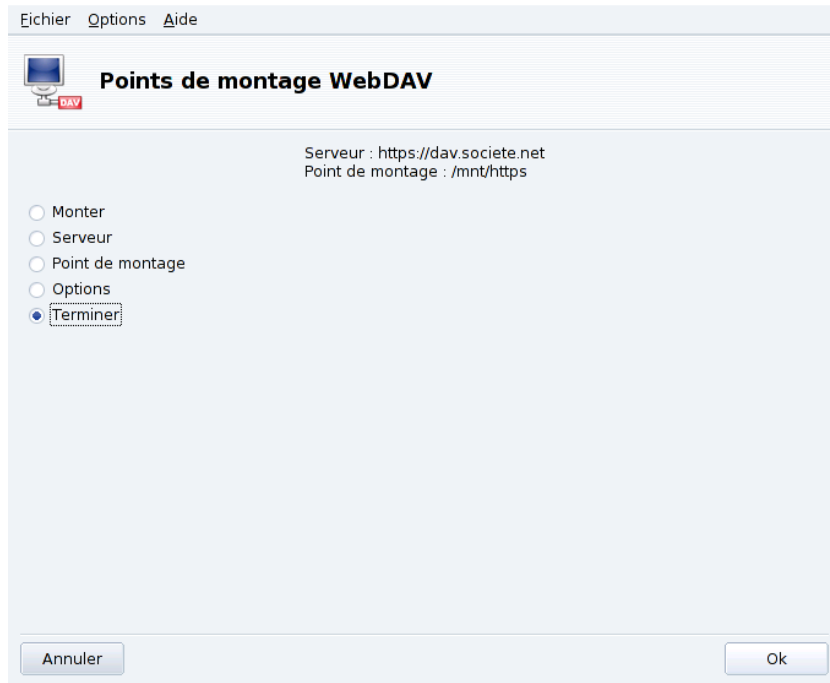 Fichier Options Aide
DAV
Points de montage WebDAV
Serveur : https://dav.societe.net
Point de montage : /mnt/https
Monter
Serveur
Point de montage
Options
Terminer
Annuler Ok